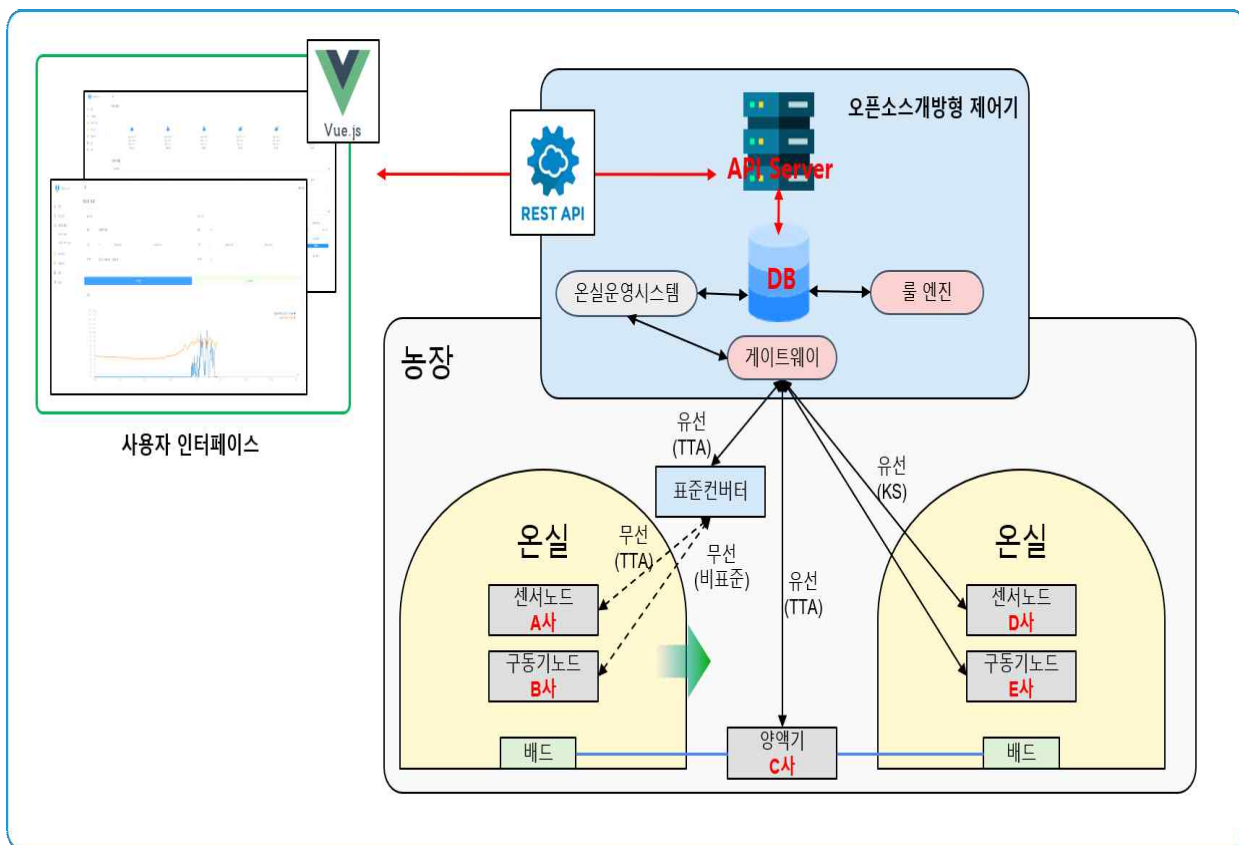 Vue.js
사용자 인터페이스
REST API
오픈소스개방형 제어기
API Server
DB
온실운영시스템
룰 엔진
게이트웨이
농장
유선
(TTA)
표준컨버터
유선
(KS)
온실
무선
(TTA)
무선
(비표준)
유선
(TTA)
온실
센서노드
A사
구동기노드
B사
센서노드
D사
구동기노드
E사
배드
양액기
C사
배드